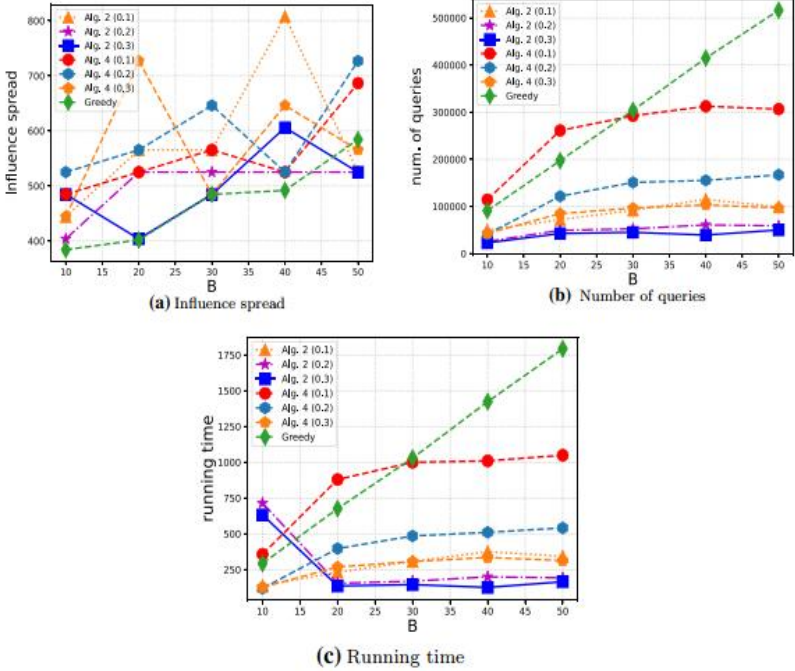 800
700
600
500
400
10
15
20
25
30
35
40
45
50
Influence spread
B
Alg. 2 (0.1)
Alg. 2 (0.2)
Alg. 2 (0.3)
Alg. 4 (0.1)
Alg. 4 (0.2)
Alg. 4 (0.3)
Greedy
(a) Influence spread
500000
400000
300000
200000
100000
0
10
15
20
25
30
35
40
45
50
num. of queries
B
Alg. 2 (0.1)
Alg. 2 (0.2)
Alg. 2 (0.3)
Alg. 4 (0.1)
Alg. 4 (0.2)
Alg. 4 (0.3)
Greedy
(b) Number of queries
1750
1500
1250
1000
750
500
250
10
15
20
25
30
35
40
45
50
running time
B
Alg. 2 (0.1)
Alg. 2 (0.2)
Alg. 2 (0.3)
Alg. 4 (0.1)
Alg. 4 (0.2)
Alg. 4 (0.3)
Greedy
(c) Running time